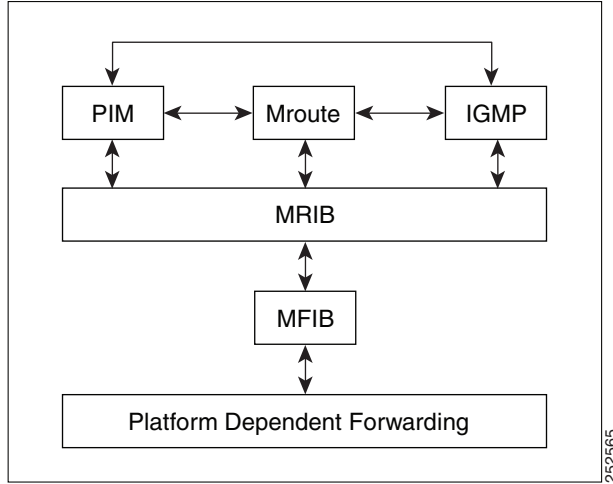 PIM
Mroute
IGMP
MRIB
MFIB
Platform Dependent Forwarding
252565